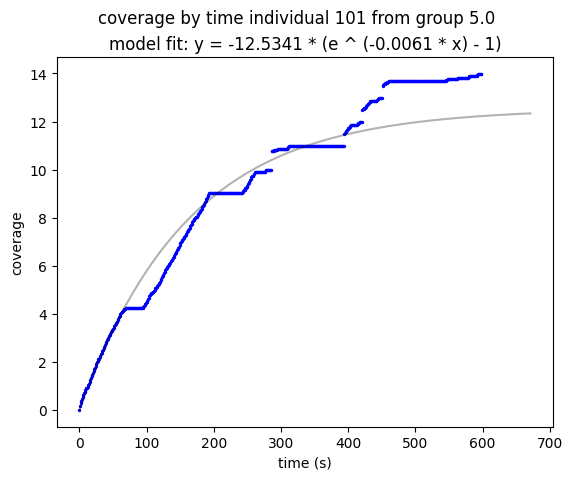 coverage by time individual 101 from group 5.0
model fit: y = -12.5341 * (e ^ (-0.0061 * x) - 1)
14
12
10
8
6
4
2
0
coverage
0 100 200 300 400 500 600 700
time (s)